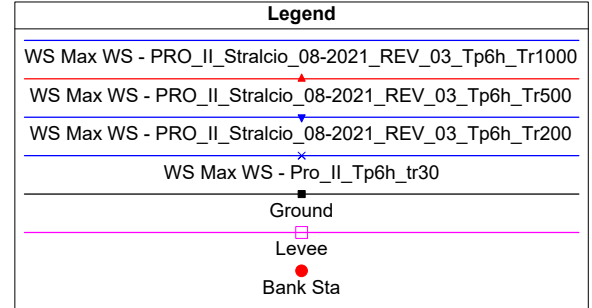 Legend
WS Max WS - PRO_II_Stralcio_08-2021_REV_03_Tp6h_Tr1000
WS Max WS - PRO_II_Stralcio_08-2021_REV_03_Tp6h_Tr500
WS Max WS - PRO_II_Stralcio_08-2021_REV_03_Tp6h_Tr200
WS Max WS - Pro_II_Tp6h_tr30
Ground
Levee
Bank Sta